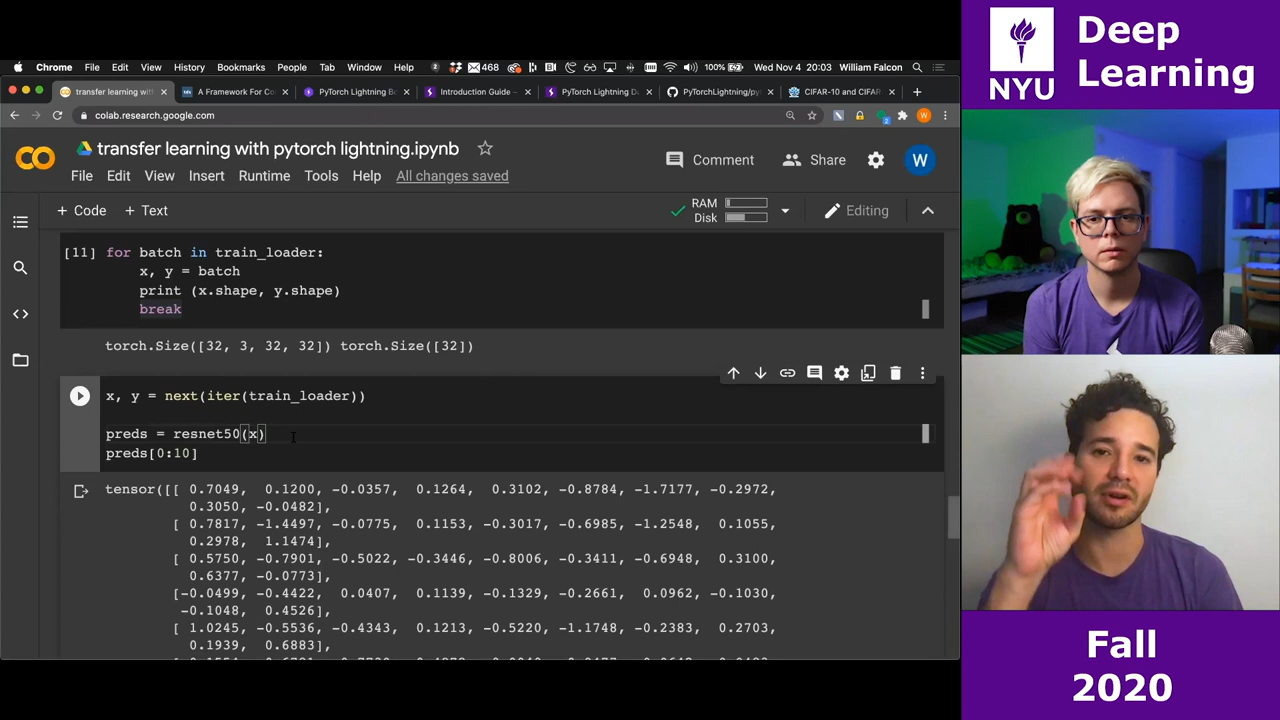 Chrome File Edit View History Bookmarks People Tab Window Help 2 468 100% Wed Nov 4 20:03 William Falcon
transfer learning with A Framework For Co PyTorch Lightning Bo Introduction Guide — PyTorch Lightning D PyTorchLightning/py CIFAR-10 and CIFAR
colab.research.google.com
transfer learning with pytorch lightning.ipynb
Comment Share W
File Edit View Insert Runtime Tools Help All changes saved
+ Code + Text RAM Disk Editing
[11] for batch in train_loader:
x, y = batch
print (x.shape, y.shape)
break
torch.Size([32, 3, 32, 32]) torch.Size([32])
x, y = next(iter(train_loader))
preds = resnet50(x)
preds[0:10]
tensor([[ 0.7049, 0.1200, -0.0357, 0.1264, 0.3102, -0.8784, -1.7177, -0.2972,
0.3050, -0.0482],
[ 0.7817, -1.4497, -0.0775, 0.1153, -0.3017, -0.6985, -1.2548, 0.1055,
0.2978, 1.1474],
[ 0.5750, -0.7901, -0.5022, -0.3446, -0.8006, -0.3411, -0.6948, 0.3100,
0.6377, -0.0773],
[-0.0499, -0.4422, 0.0407, 0.1139, -0.1329, -0.2661, 0.0962, -0.1030,
-0.1048, 0.4526],
[ 1.0245, -0.5536, -0.4343, 0.1213, -0.5220, -1.1748, -0.2383, 0.2703,
0.1939, 0.6883],
NYU
Deep
Learning
Fall
2020